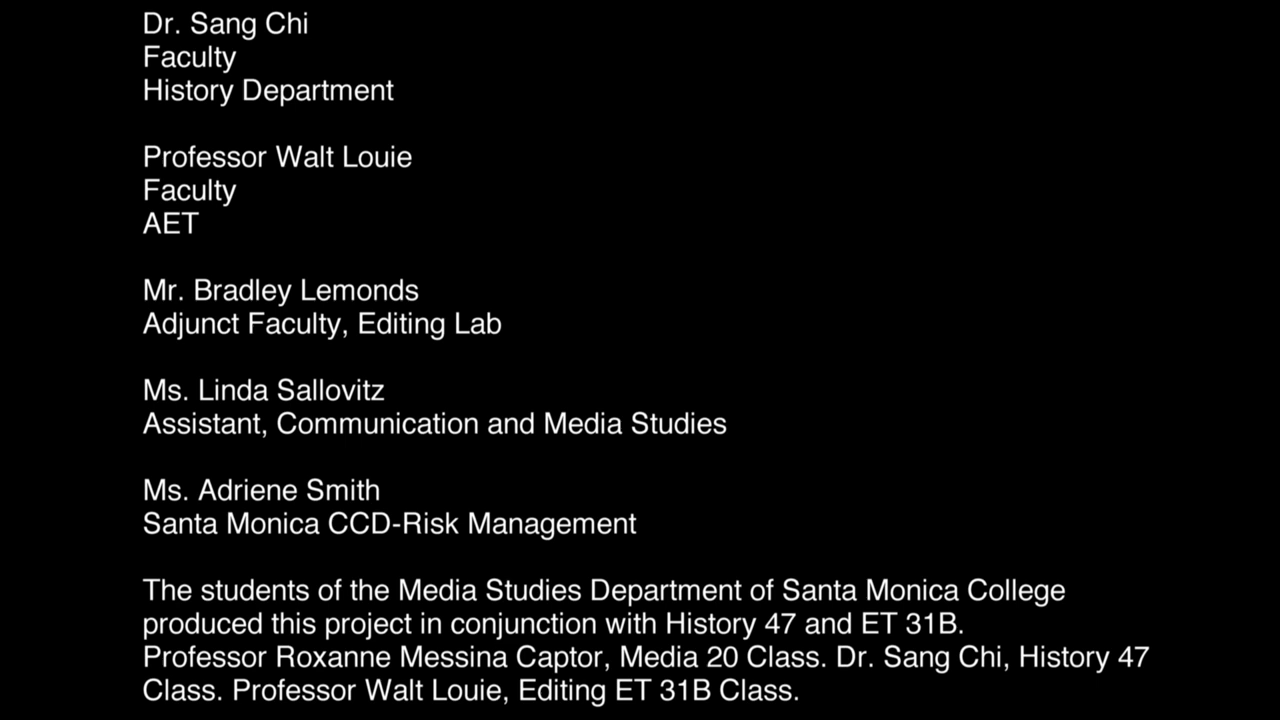 Dr. Sang Chi
Faculty
History Department
Professor Walt Louie
Faculty
AET
Mr. Bradley Lemonds
Adjunct Faculty, Editing Lab
Ms. Linda Sallovitz
Assistant, Communication and Media Studies
Ms. Adriene Smith
Santa Monica CCD-Risk Management
The students of the Media Studies Department of Santa Monica College
produced this project in conjunction with History 47 and ET 31B.
Professor Roxanne Messina Captor, Media 20 Class. Dr. Sang Chi, History 47
Class. Professor Walt Louie, Editing ET 31B Class.